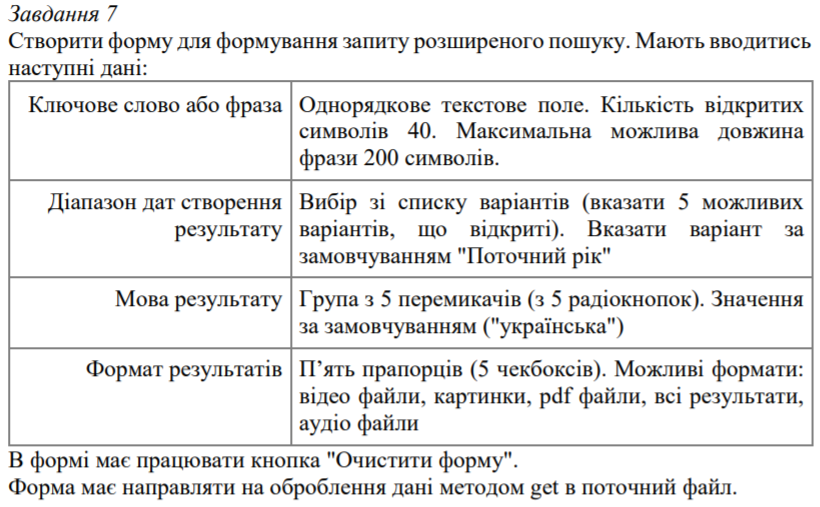 Завдання 7
Створити форму для формування запиту розширеного пошуку. Мають вводитись
наступні дані:
Ключове слово або фраза
Однорядкове текстове поле. Кількість відкритих
символів 40. Максимальна можлива довжина
фрази 200 символів.
Діапазон дат створення
результату
Вибір зі списку варіантів (вказати 5 можливих
варіантів, що відкриті). Вказати варіант за
замовчуванням "Поточний рік"
Мова результату
Група з 5 перемикачів (з 5 радіокнопок). Значення
за замовчуванням ("українська")
Формат результатів
П’ять прапорців (5 чекбоксів). Можливі формати:
відео файли, картинки, pdf файли, всі результати,
аудіо файли
В формі має працювати кнопка "Очистити форму".
Форма має направляти на оброблення дані методом get в поточний файл.